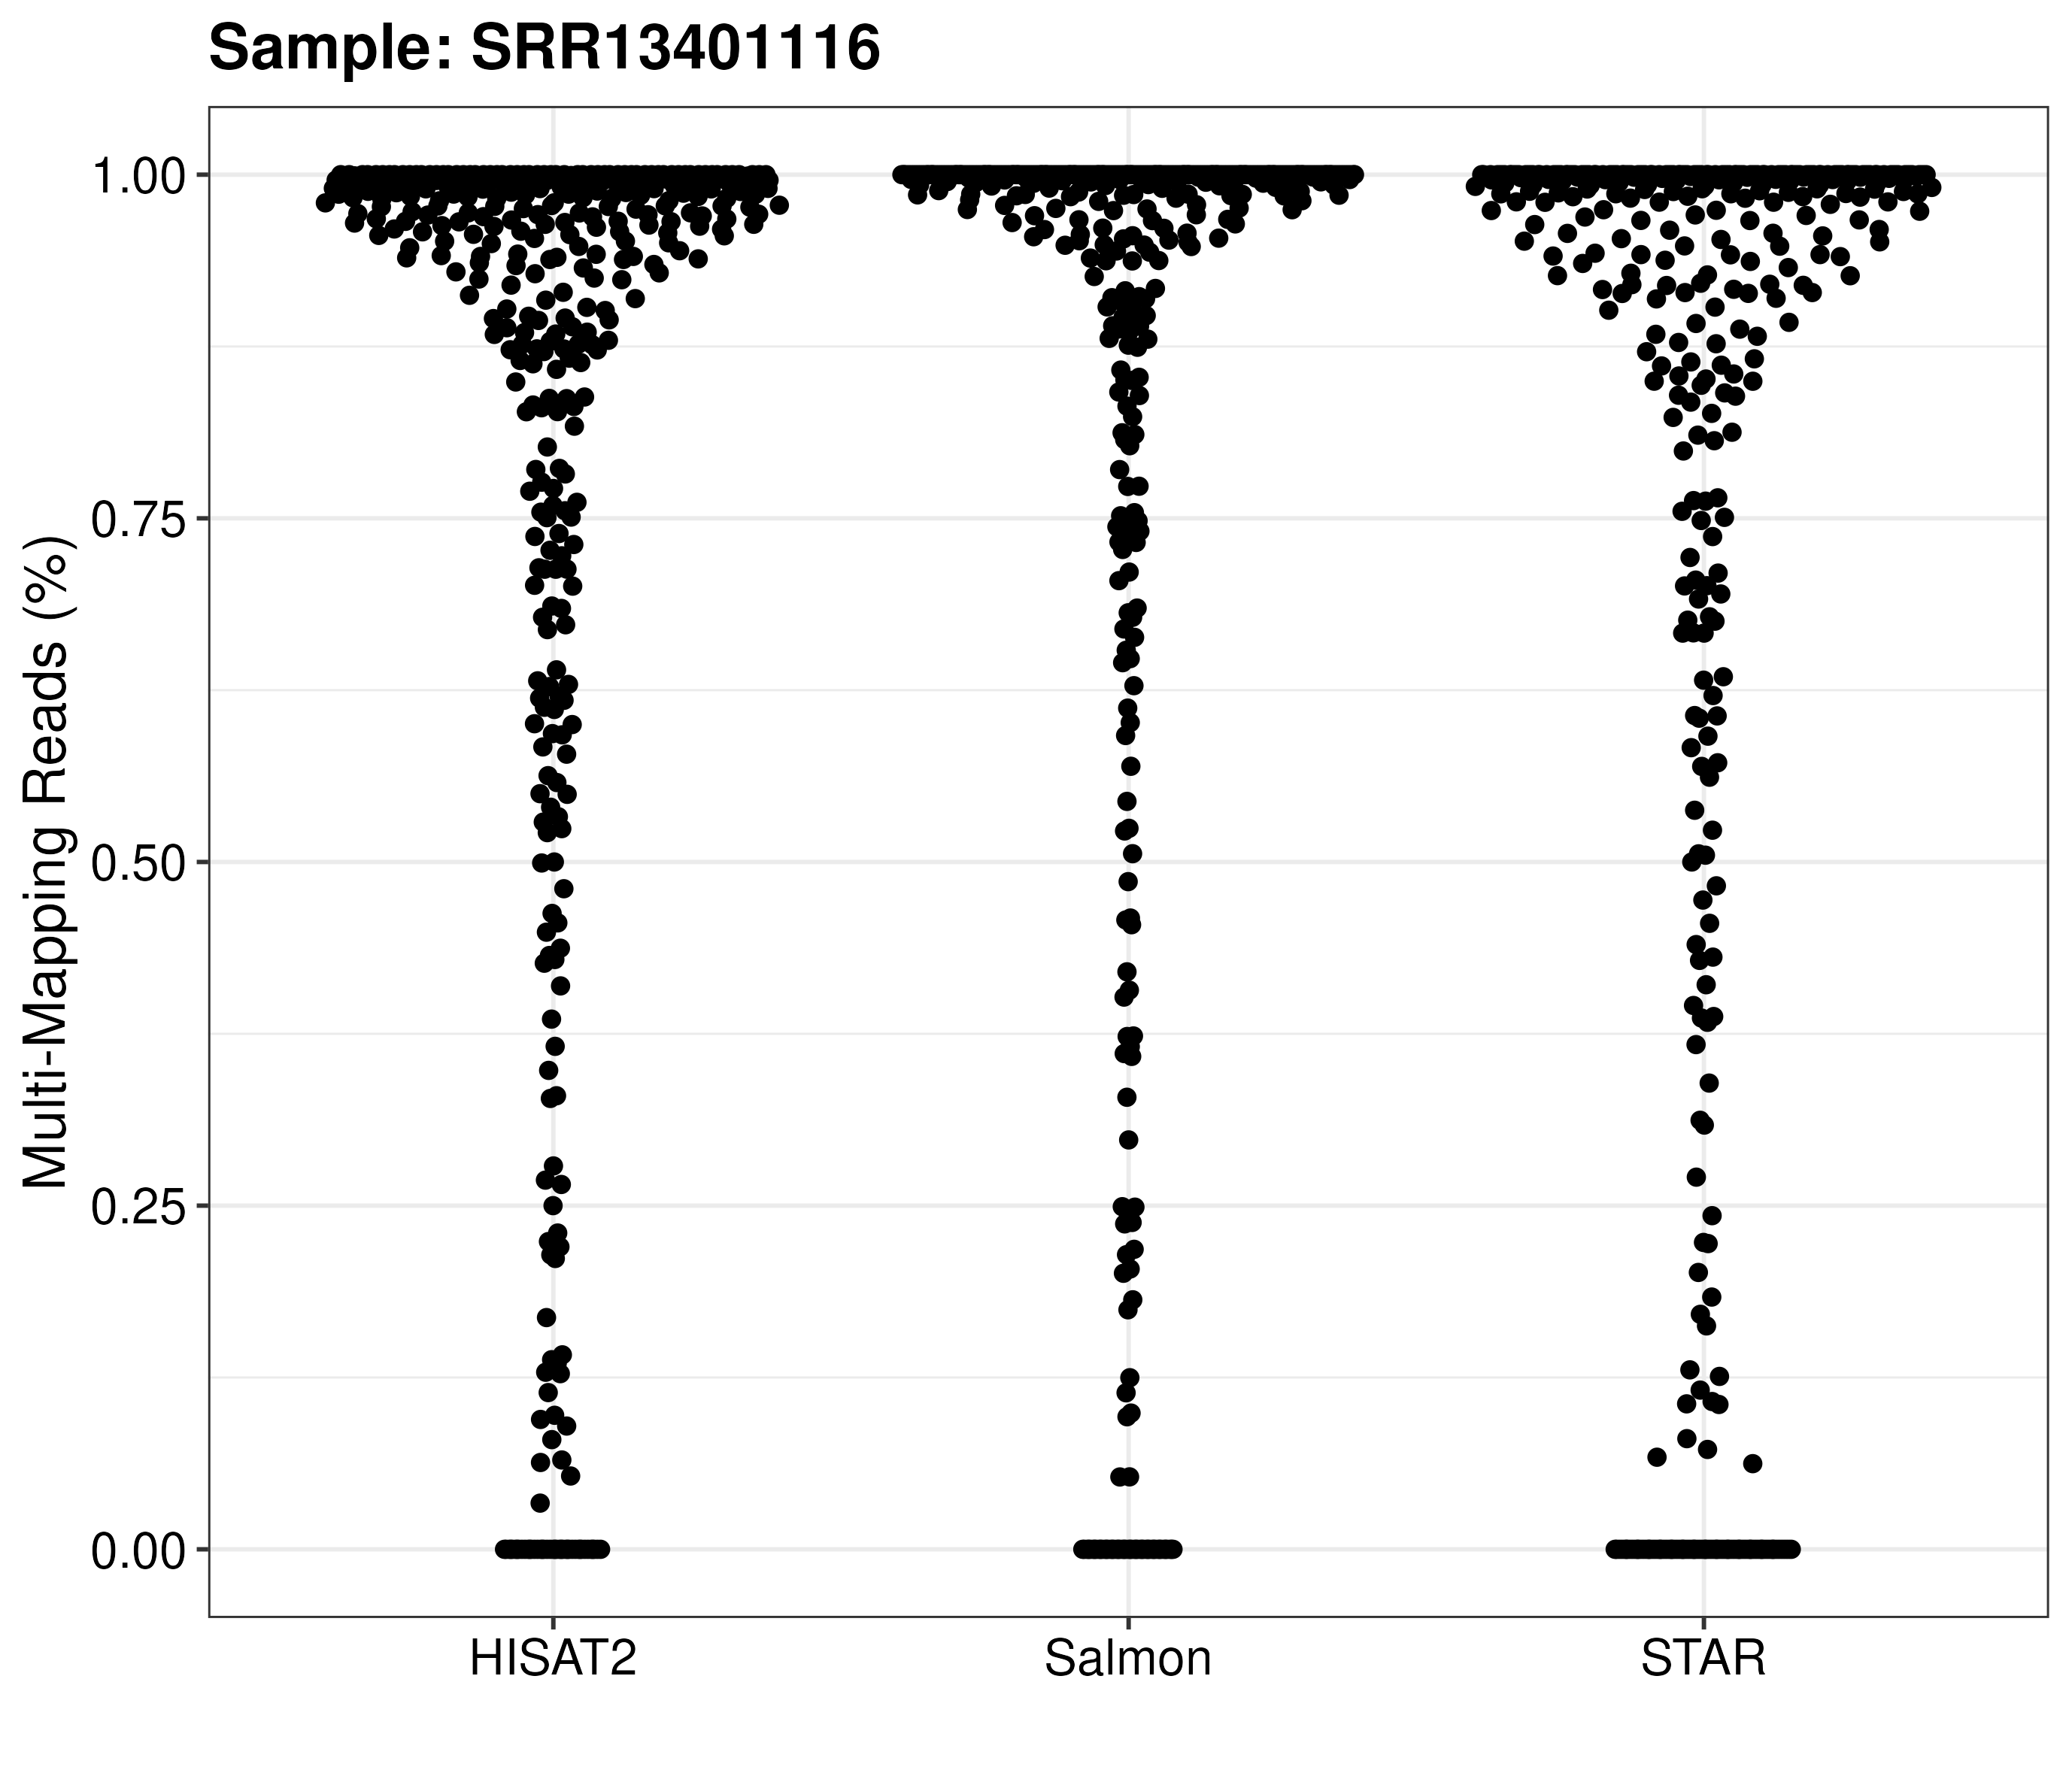 Sample: SRR13401116
Multi-Mapping Reads (%)
1.00
0.75
0.50
0.25
0.00
HISAT2 Salmon STAR